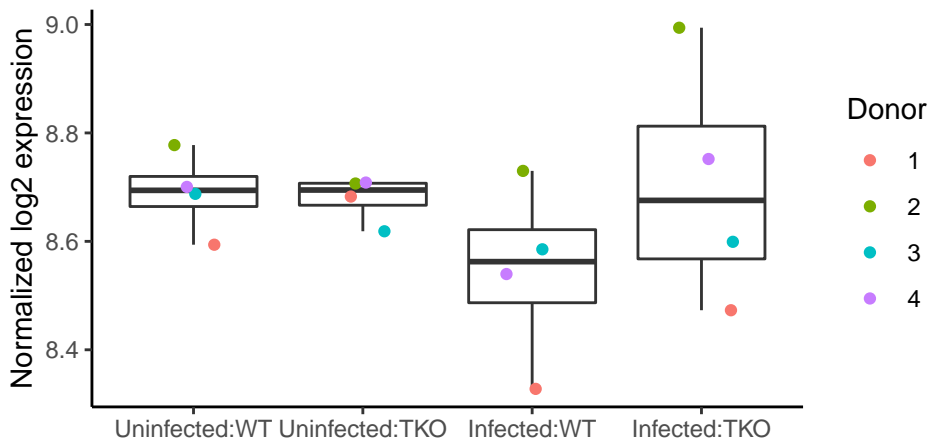 Normalized log2 expression
9.0
8.8
8.6
8.4
Uninfected:WT
Uninfected:TKO
Infected:WT
Infected:TKO
Donor
1
2
3
4